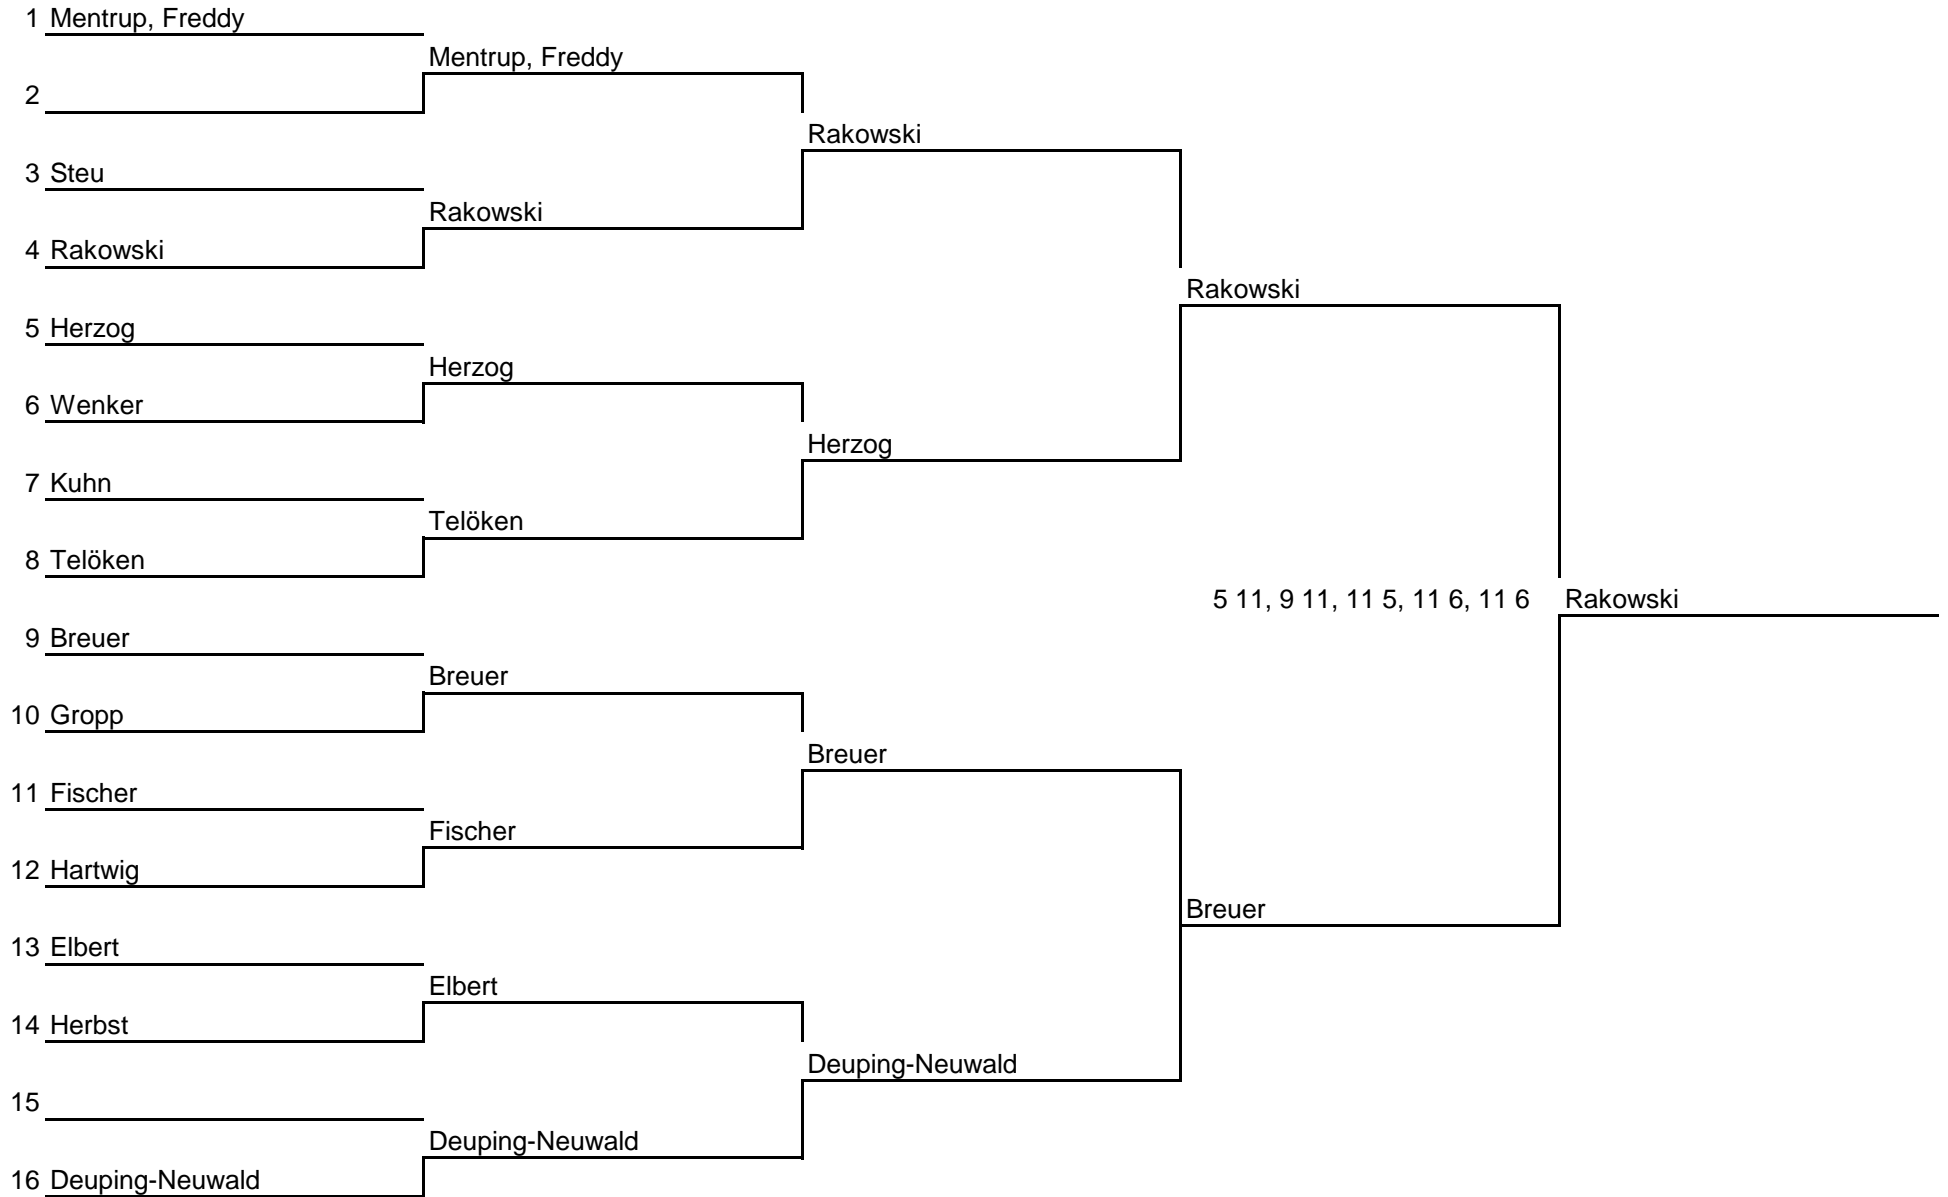 1 Mentrup, Freddy
Mentrup, Freddy
2
Rakowski
3 Steu
Rakowski
4 Rakowski
Rakowski
5 Herzog
Herzog
6 Wenker
Herzog
7 Kuhn
Telöken
8 Telöken
5 11, 9 11, 11 5, 11 6, 11 6 Rakowski
9 Breuer
Breuer
10 Gropp
Breuer
11 Fischer
Fischer
12 Hartwig
Breuer
13 Elbert
Elbert
14 Herbst
Deuping-Neuwald
15
Deuping-Neuwald
16 Deuping-Neuwald